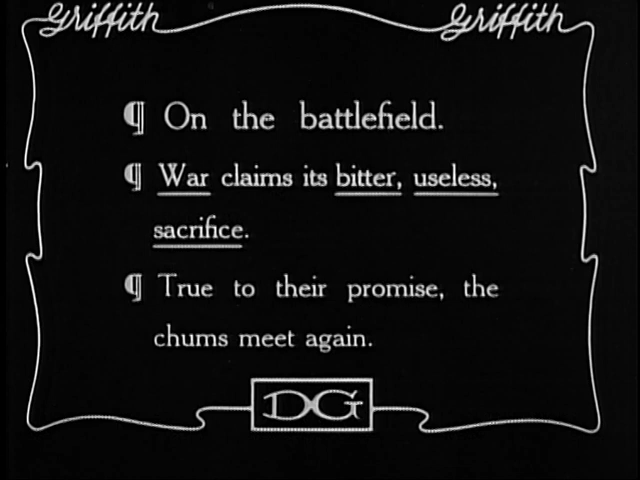 Griffith Griffith
¶ On the battlefield.
¶ War claims its bitter, useless,
sacrifice.
¶ True to their promise, the
chums meet again.
DG